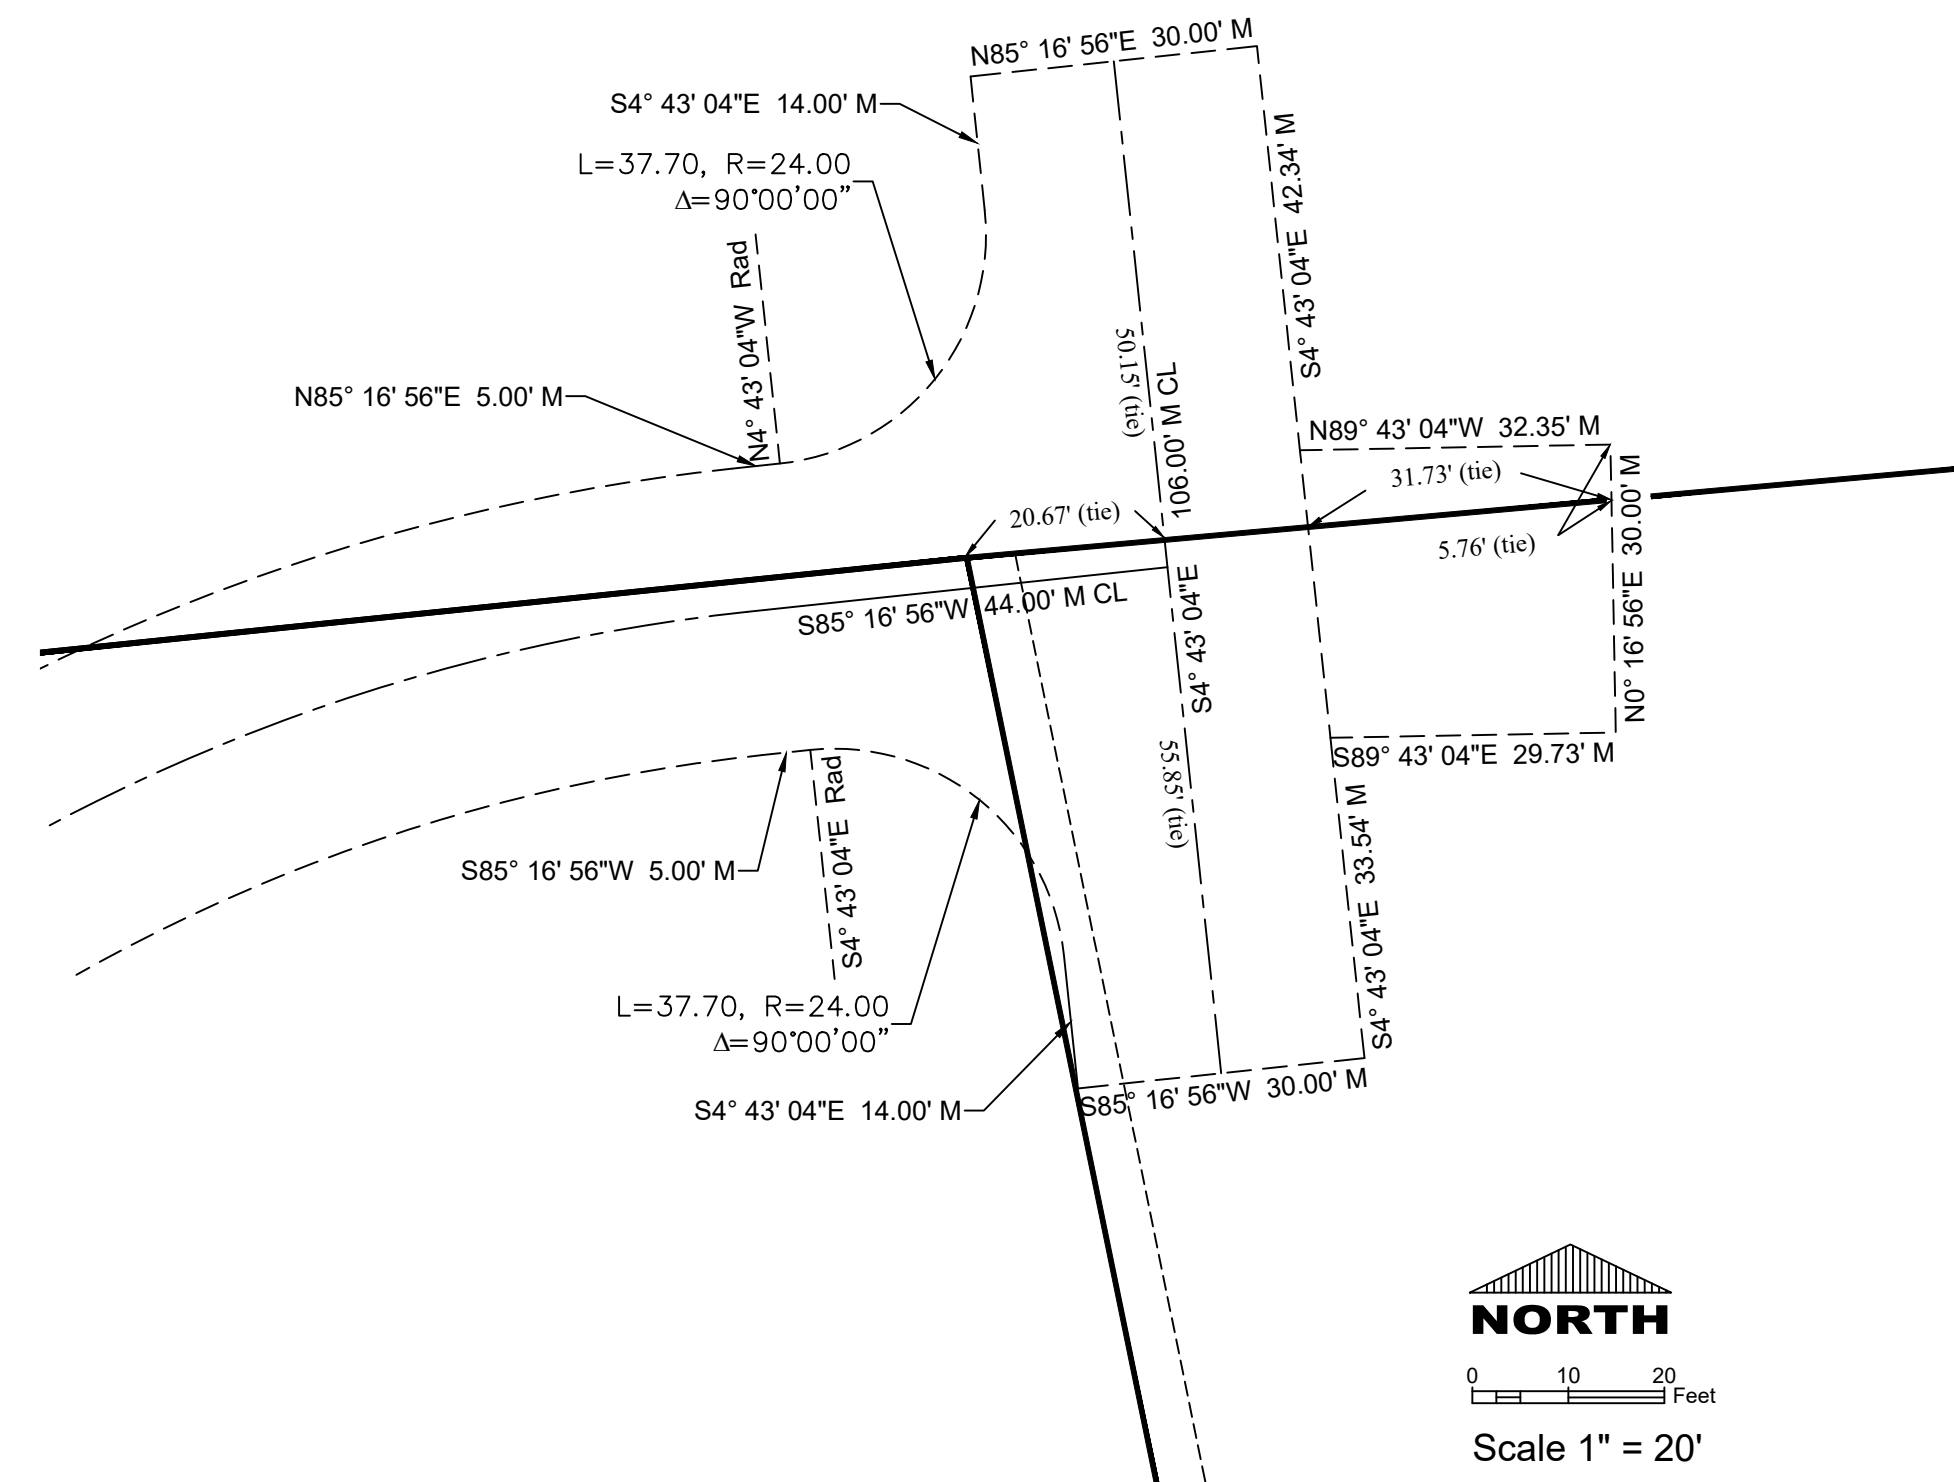 N85° 16' 56"E 30.00' M
S4° 43' 04"E 14.00' M
L=37.70, R=24.00
Δ=90°00'00"
N4° 43' 04"W Rad
S4° 43' 04"E 42.34' M
50.15' (tie)
106.00' M CL
N85° 16' 56"E 5.00' M
N89° 43' 04"W 32.35' M
31.73' (tie)
20.67' (tie)
5.76' (tie)
N0° 16' 56"E 30.00' M
S85° 16' 56"W 44.00' M CL
S4° 43' 04"E
S89° 43' 04"E 29.73' M
55.85' (tie)
S4° 43' 04"E 33.54' M
S85° 16' 56"W 5.00' M
S4° 43' 04"E Rad
L=37.70, R=24.00
Δ=90°00'00"
S4° 43' 04"E 14.00' M
S85° 16' 56"W 30.00' M
NORTH
0 10 20
Feet
Scale 1" = 20'